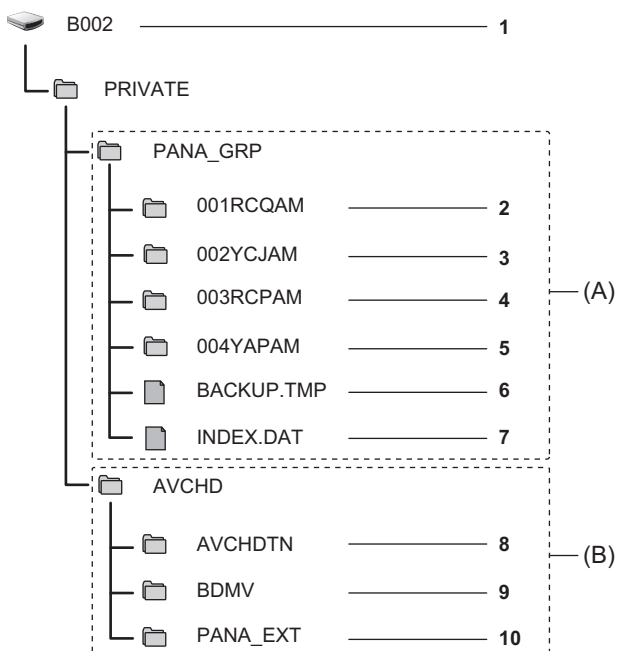 B002 1
PRIVATE
PANA_GRP
001RCQAM 2
002YCJAM 3
003RCPAM 4
(A)
004YAPAM 5
BACKUP.TMP 6
INDEX.DAT 7
AVCHD
AVCHDTN 8
(B)
BDMV 9
PANA_EXT 10